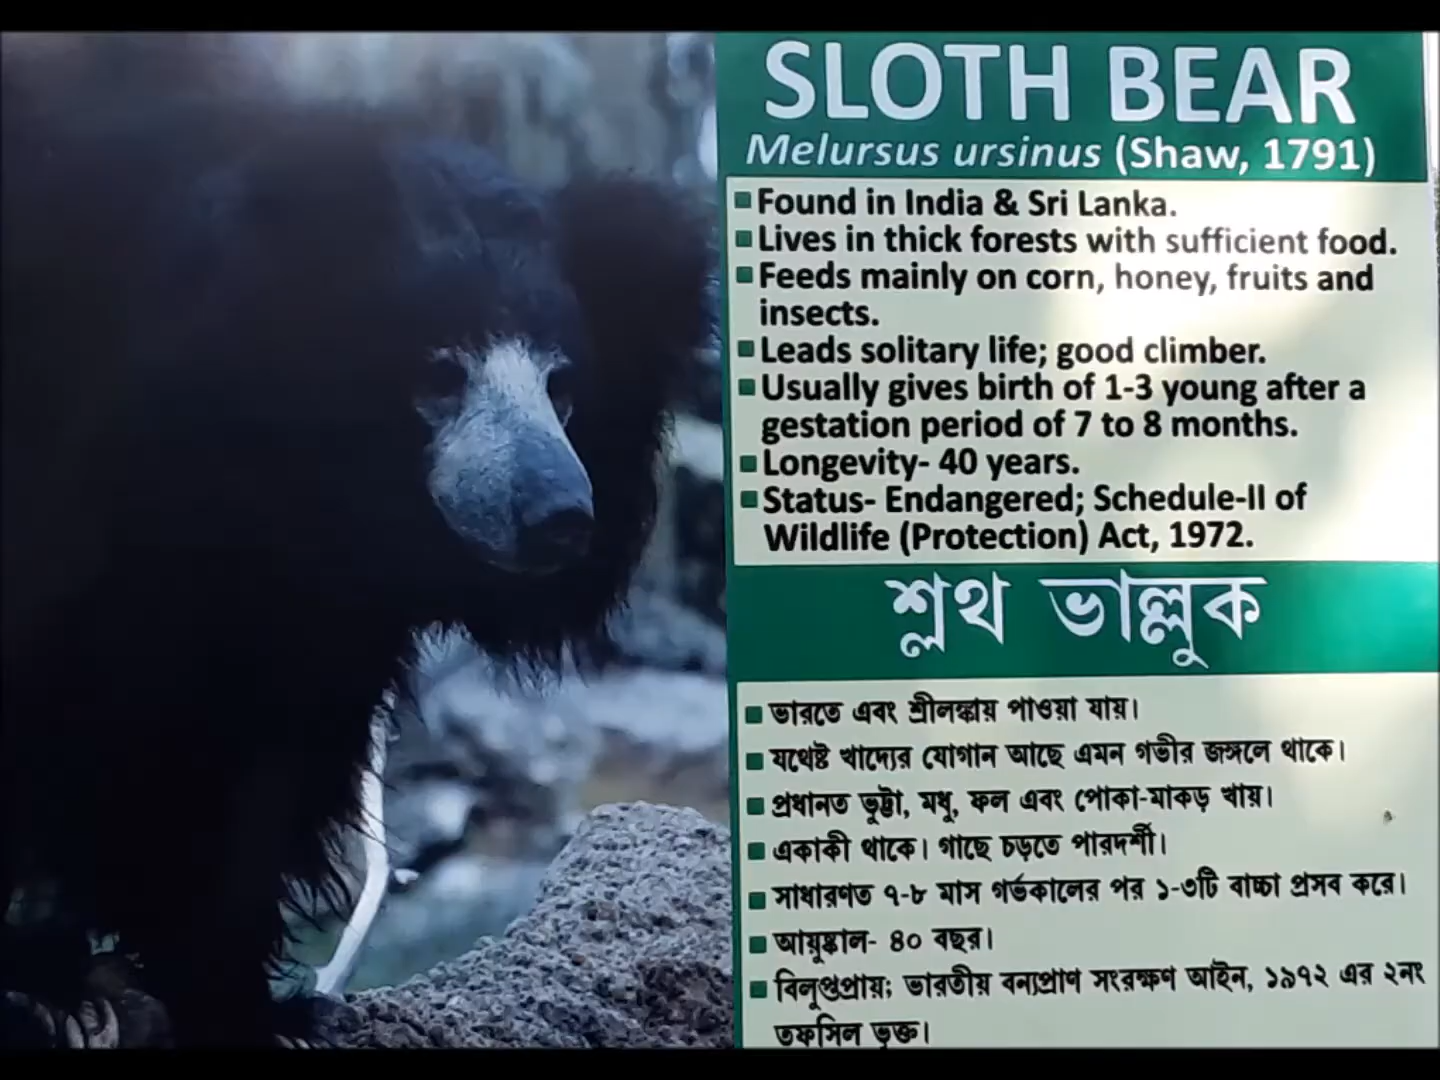 SLOTH BEAR
Melursus ursinus (Shaw, 1791)
Found in India & Sri Lanka.
Lives in thick forests with sufficient food.
Feeds mainly on corn, honey, fruits and
insects.
Leads solitary life; good climber.
Usually gives birth of 1-3 young after a
gestation period of 7 to 8 months.
Longevity- 40 years.
Status- Endangered; Schedule-II of
Wildlife (Protection) Act, 1972.
শ্লথ ভাল্লুক
ভারতে এবং শ্রীলঙ্কায় পাওয়া যায়।
যথেষ্ট খাদ্যের যোগান আছে এমন গভীর জঙ্গলে থাকে।
প্রধানত ভুট্টা, মধু, ফল এবং পোকা-মাকড় খায়।
একাকী থাকে। গাছে চড়তে পারদর্শী।
সাধারণত ৭-৮ মাস গর্ভকালের পর ১-৩টি বাচ্চা প্রসব করে।
আয়ুষ্কাল- ৪০ বছর।
বিলুপ্তপ্রায়; ভারতীয় বন্যপ্রাণ সংরক্ষণ আইন, ১৯৭২ এর ২নং
তফসিল ভুক্ত।